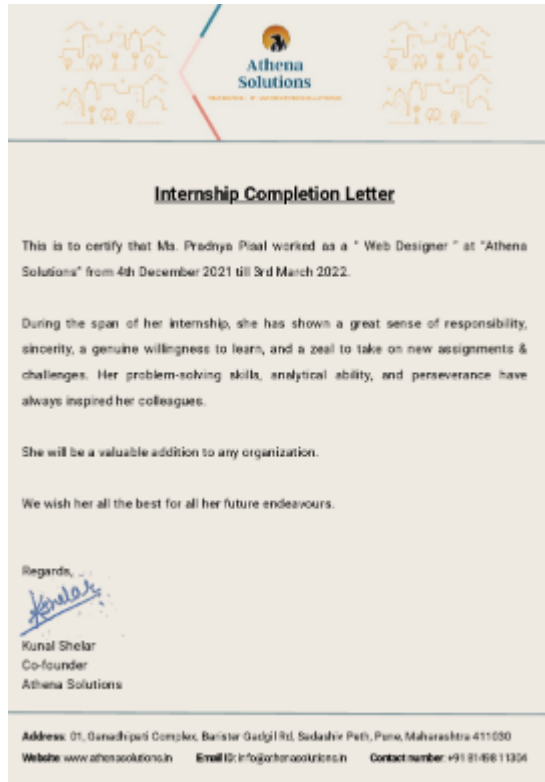 Athena
Solutions
Internship Completion Letter
This is to certify that Ms. Pradnya Pisal worked as a " Web Designer " at "Athena
Solutions" from 4th December 2021 till 3rd March 2022.
During the span of her internship, she has shown a great sense of responsibility,
sincerity, a genuine willingness to learn, and a zeal to take on new assignments &
challenges. Her problem-solving skills, analytical ability, and perseverance have
always inspired her colleagues.
She will be a valuable addition to any organization.
We wish her all the best for all her future endeavours.
Regards,
Kunal Shelar
Co-founder
Athena Solutions
Address: 01, Complex, Barister Gadgil Rd, Sadashiv Peth, Pune, Maharashtra 411030
Website www.athenasolutions.in Email ID: info@athenasolutions.in Contact number: +91 81498 11304